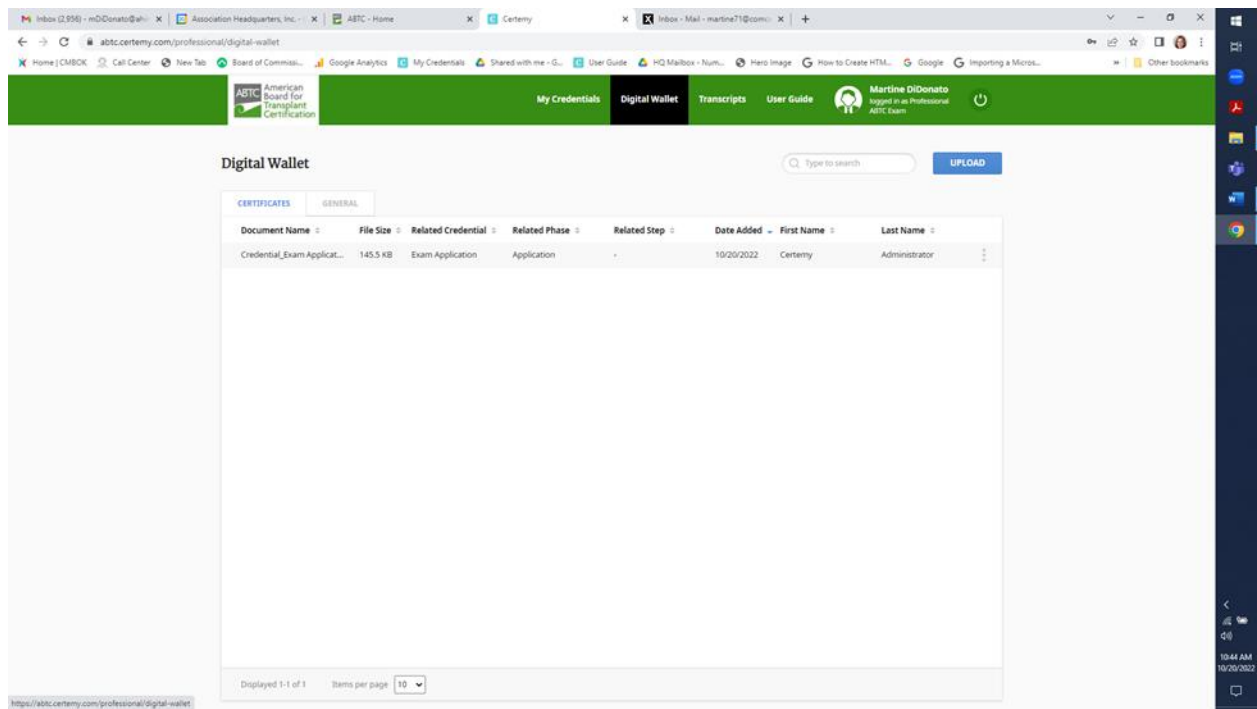 Inbox (2,956) - mDiDonato@ah
Association Headquarters, Inc. -
ABTC - Home
Certemy
Inbox - Mail - martine71@comc
abtc.certemy.com/professional/digital-wallet
Home | CMBOK
Call Center
New Tab
Board of Commissi...
Google Analytics
My Credentials
Shared with me - G...
User Guide
HQ Mailbox - Num...
Hero Image
How to Create HTM...
Google
Importing a Micros...
Other bookmarks
ABTC American Board for Transplant Certification
My Credentials
Digital Wallet
Transcripts
User Guide
Martine DiDonato
logged in as Professional
ABTC Exam
Digital Wallet
Type to search
UPLOAD
CERTIFICATES
GENERAL
Document Name File Size Related Credential Related Phase Related Step Date Added First Name Last Name
Credential_Exam Applicat... 145.5 KB Exam Application Application - 10/20/2022 Certemy Administrator
Displayed 1-1 of 1 Items per page 10
https://abtc.certemy.com/professional/digital-wallet
10:44 AM
10/20/2022